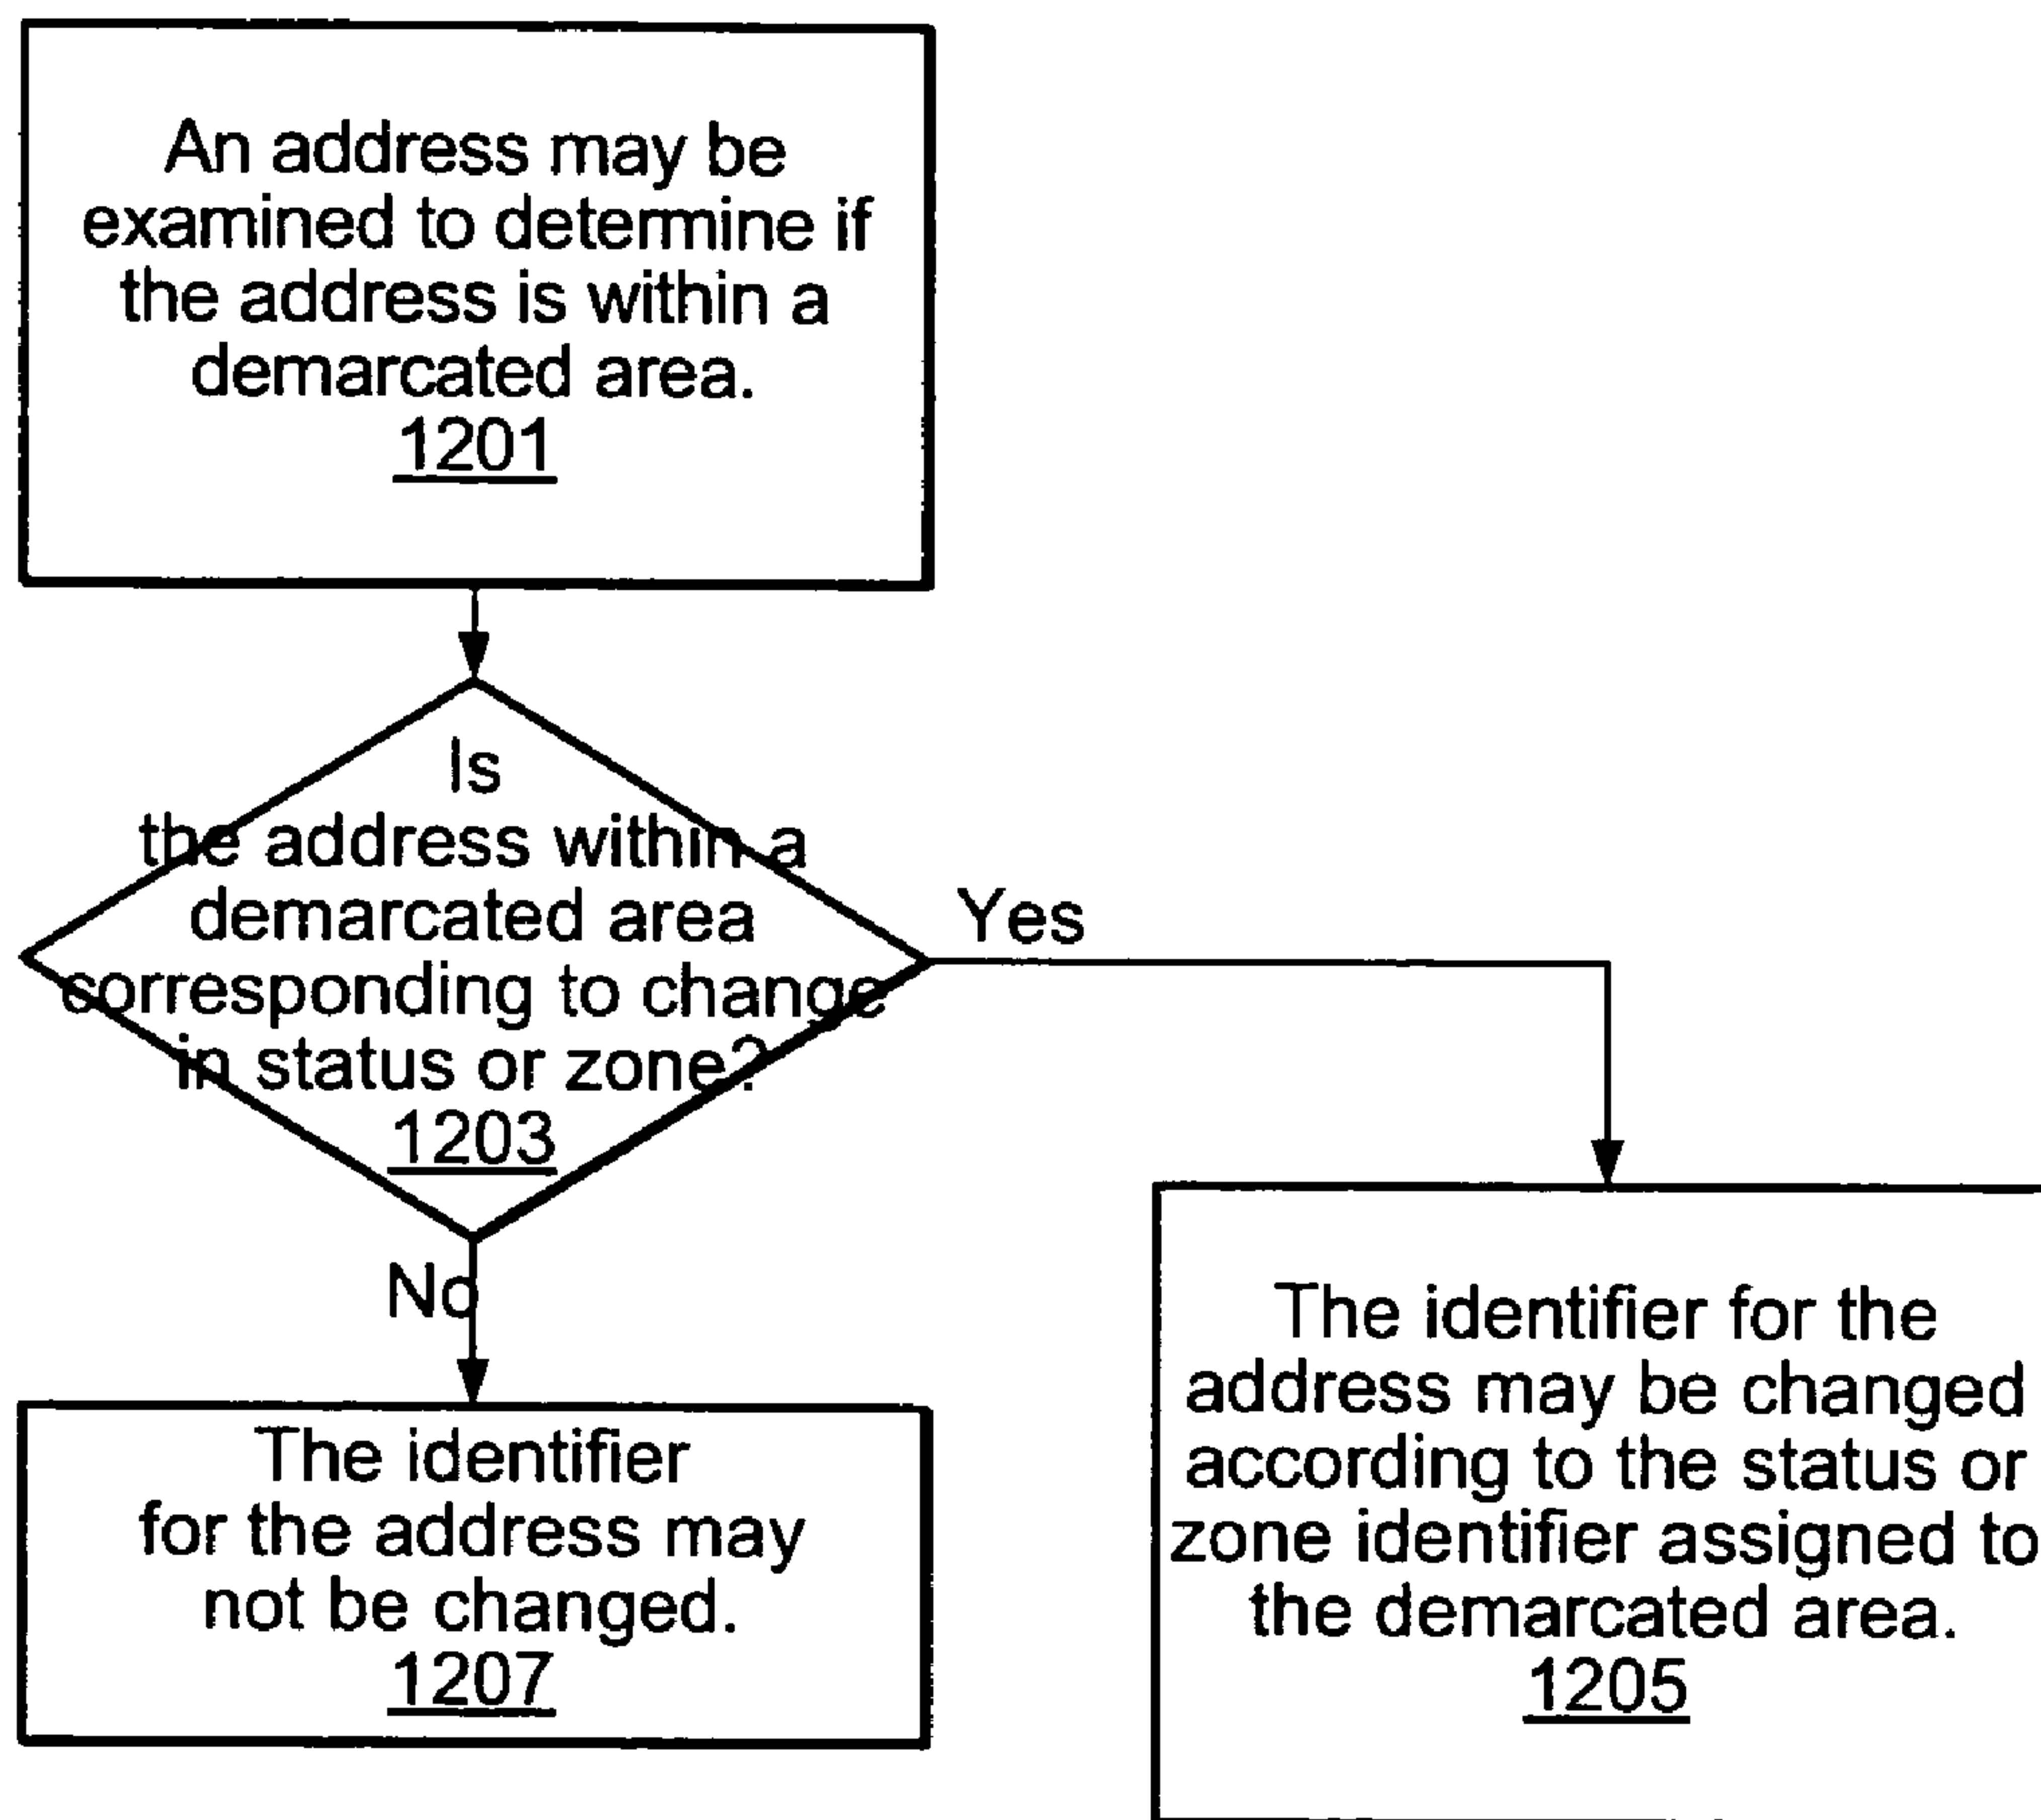 An address may be
examined to determine if
the address is within a
demarcated area.
1201
Is
the address within a
demarcated area
corresponding to change
in status or zone?
1203
Yes
No
The identifier for the
address may be changed
according to the status or
zone identifier assigned to
the demarcated area.
1205
The identifier
for the address may
not be changed.
1207